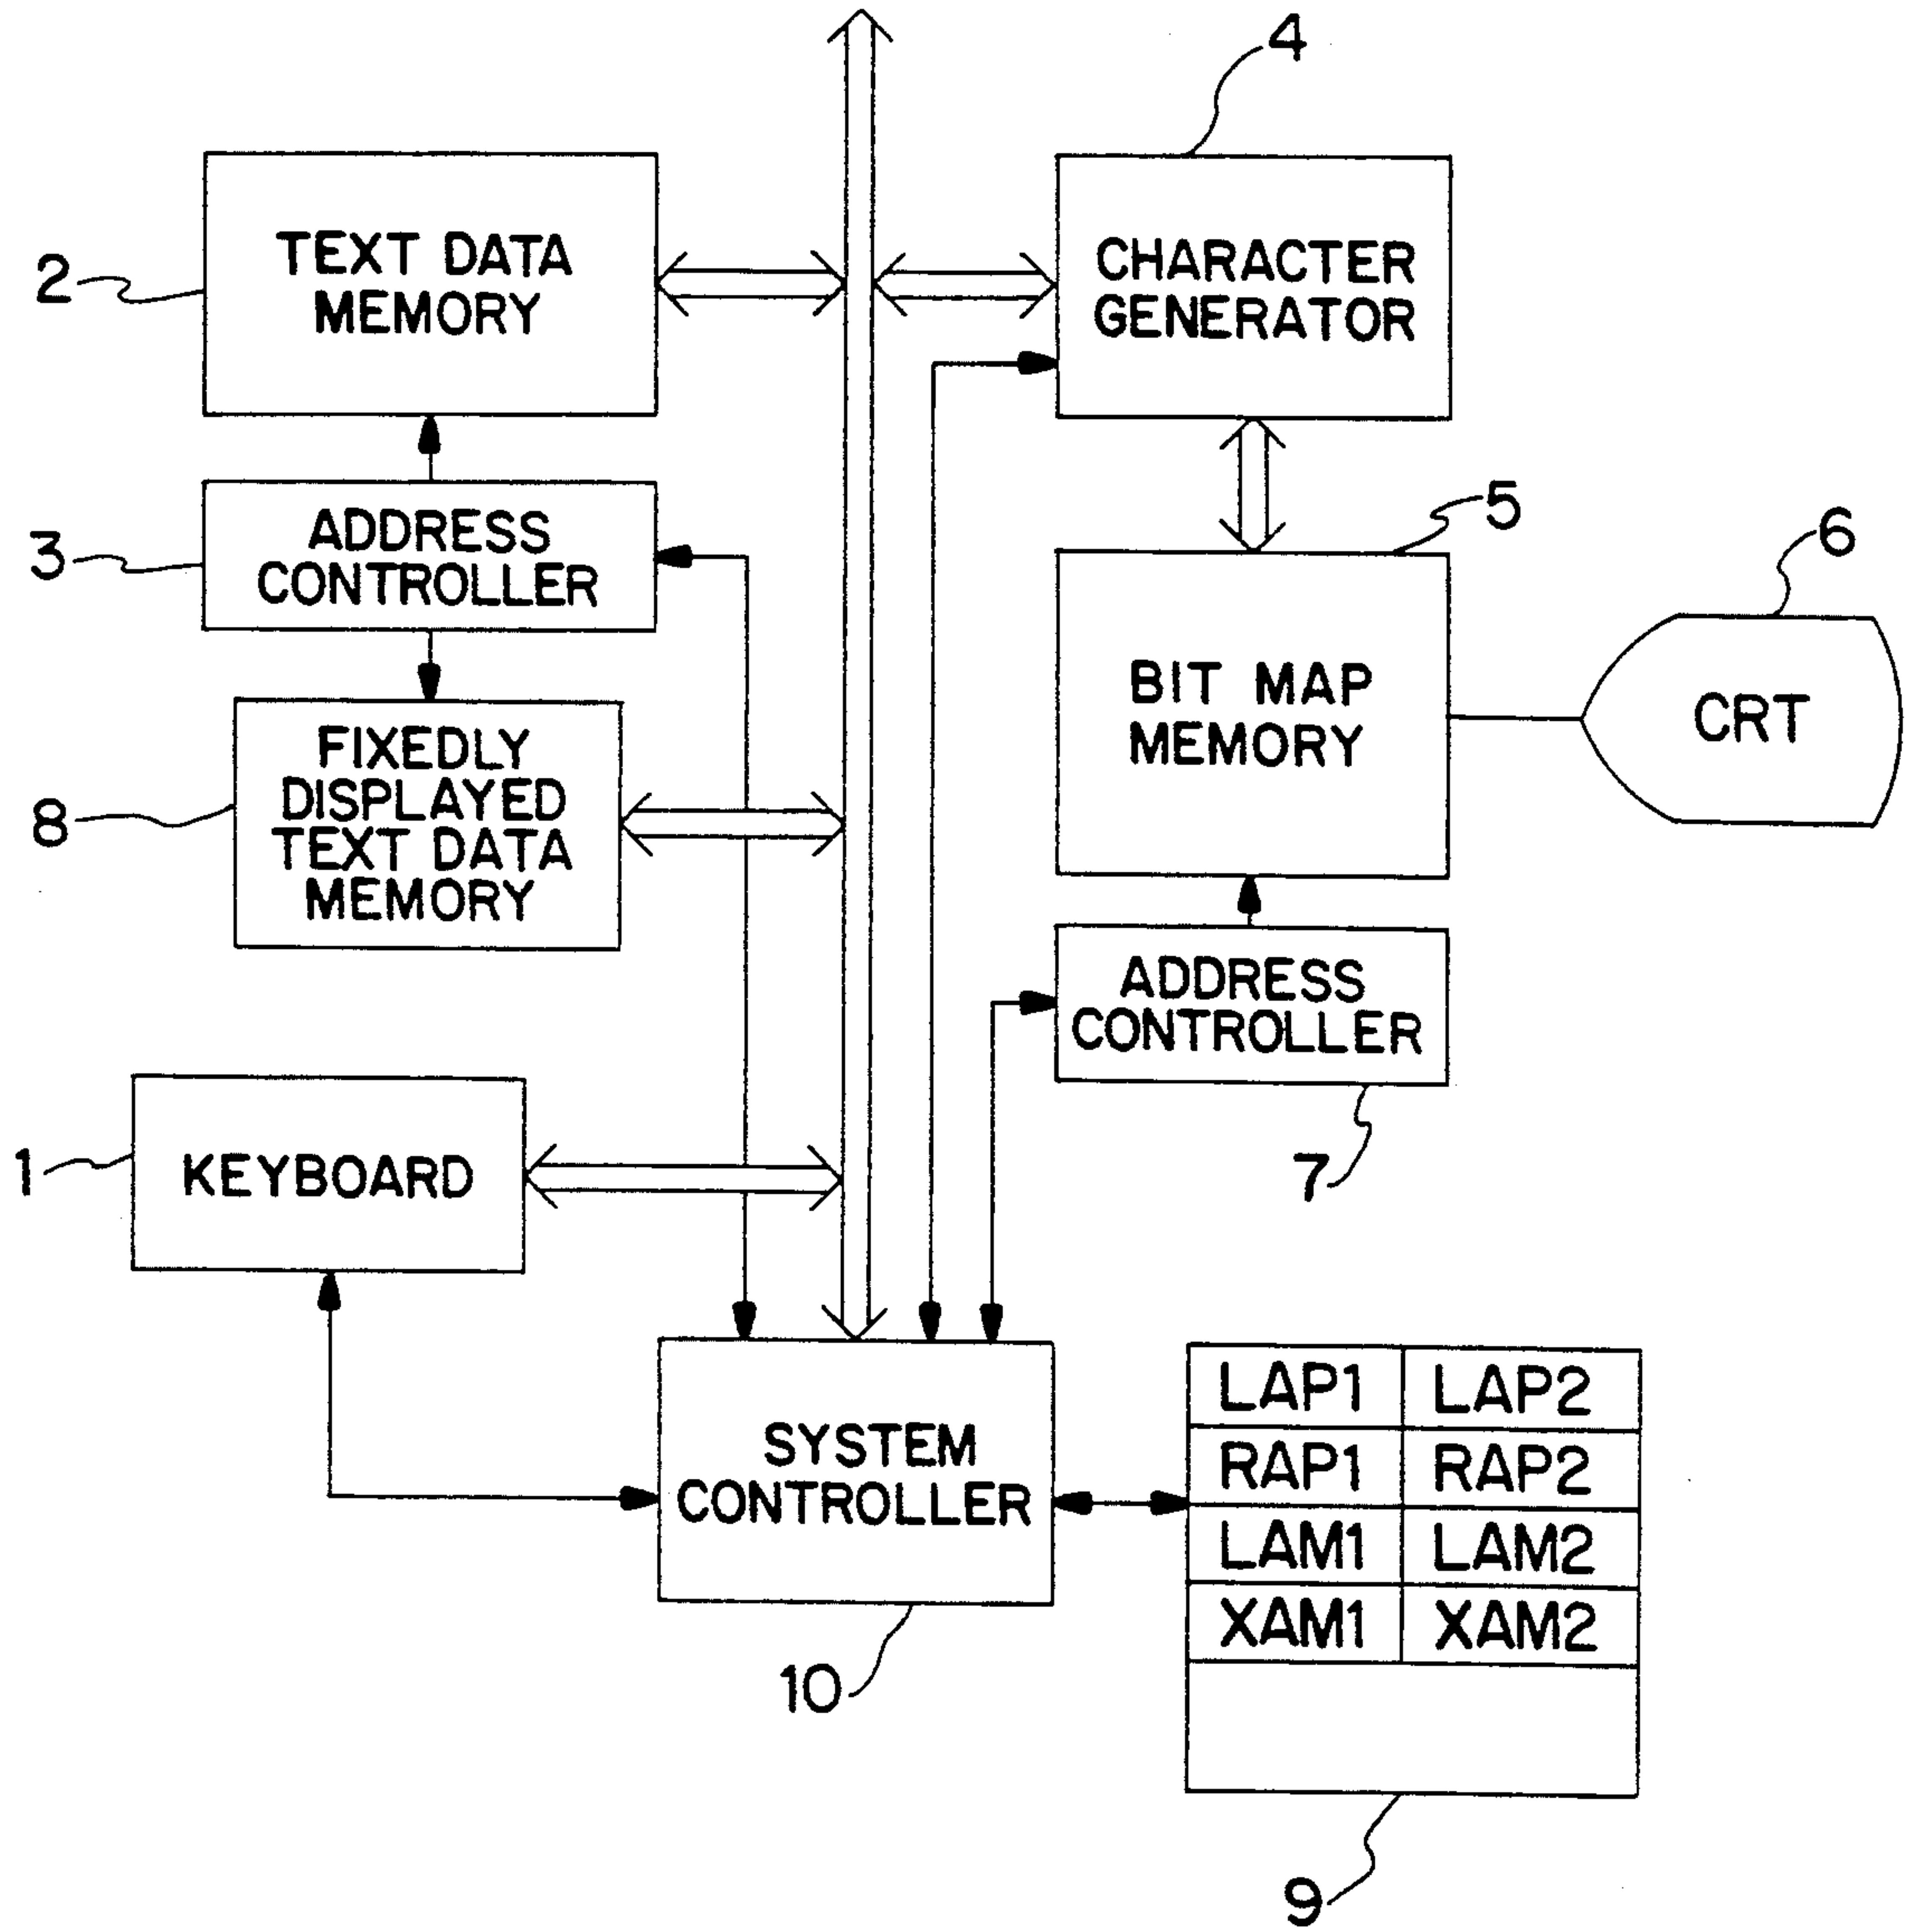 4
TEXT DATA
MEMORY
2
CHARACTER
GENERATOR
ADDRESS
CONTROLLER
3
5
6
BIT MAP
MEMORY
CRT
FIXEDLY
DISPLAYED
TEXT DATA
MEMORY
8
ADDRESS
CONTROLLER
7
KEYBOARD
1
SYSTEM
CONTROLLER
10
LAP1 LAP2
RAP1 RAP2
LAM1 LAM2
XAM1 XAM2
9